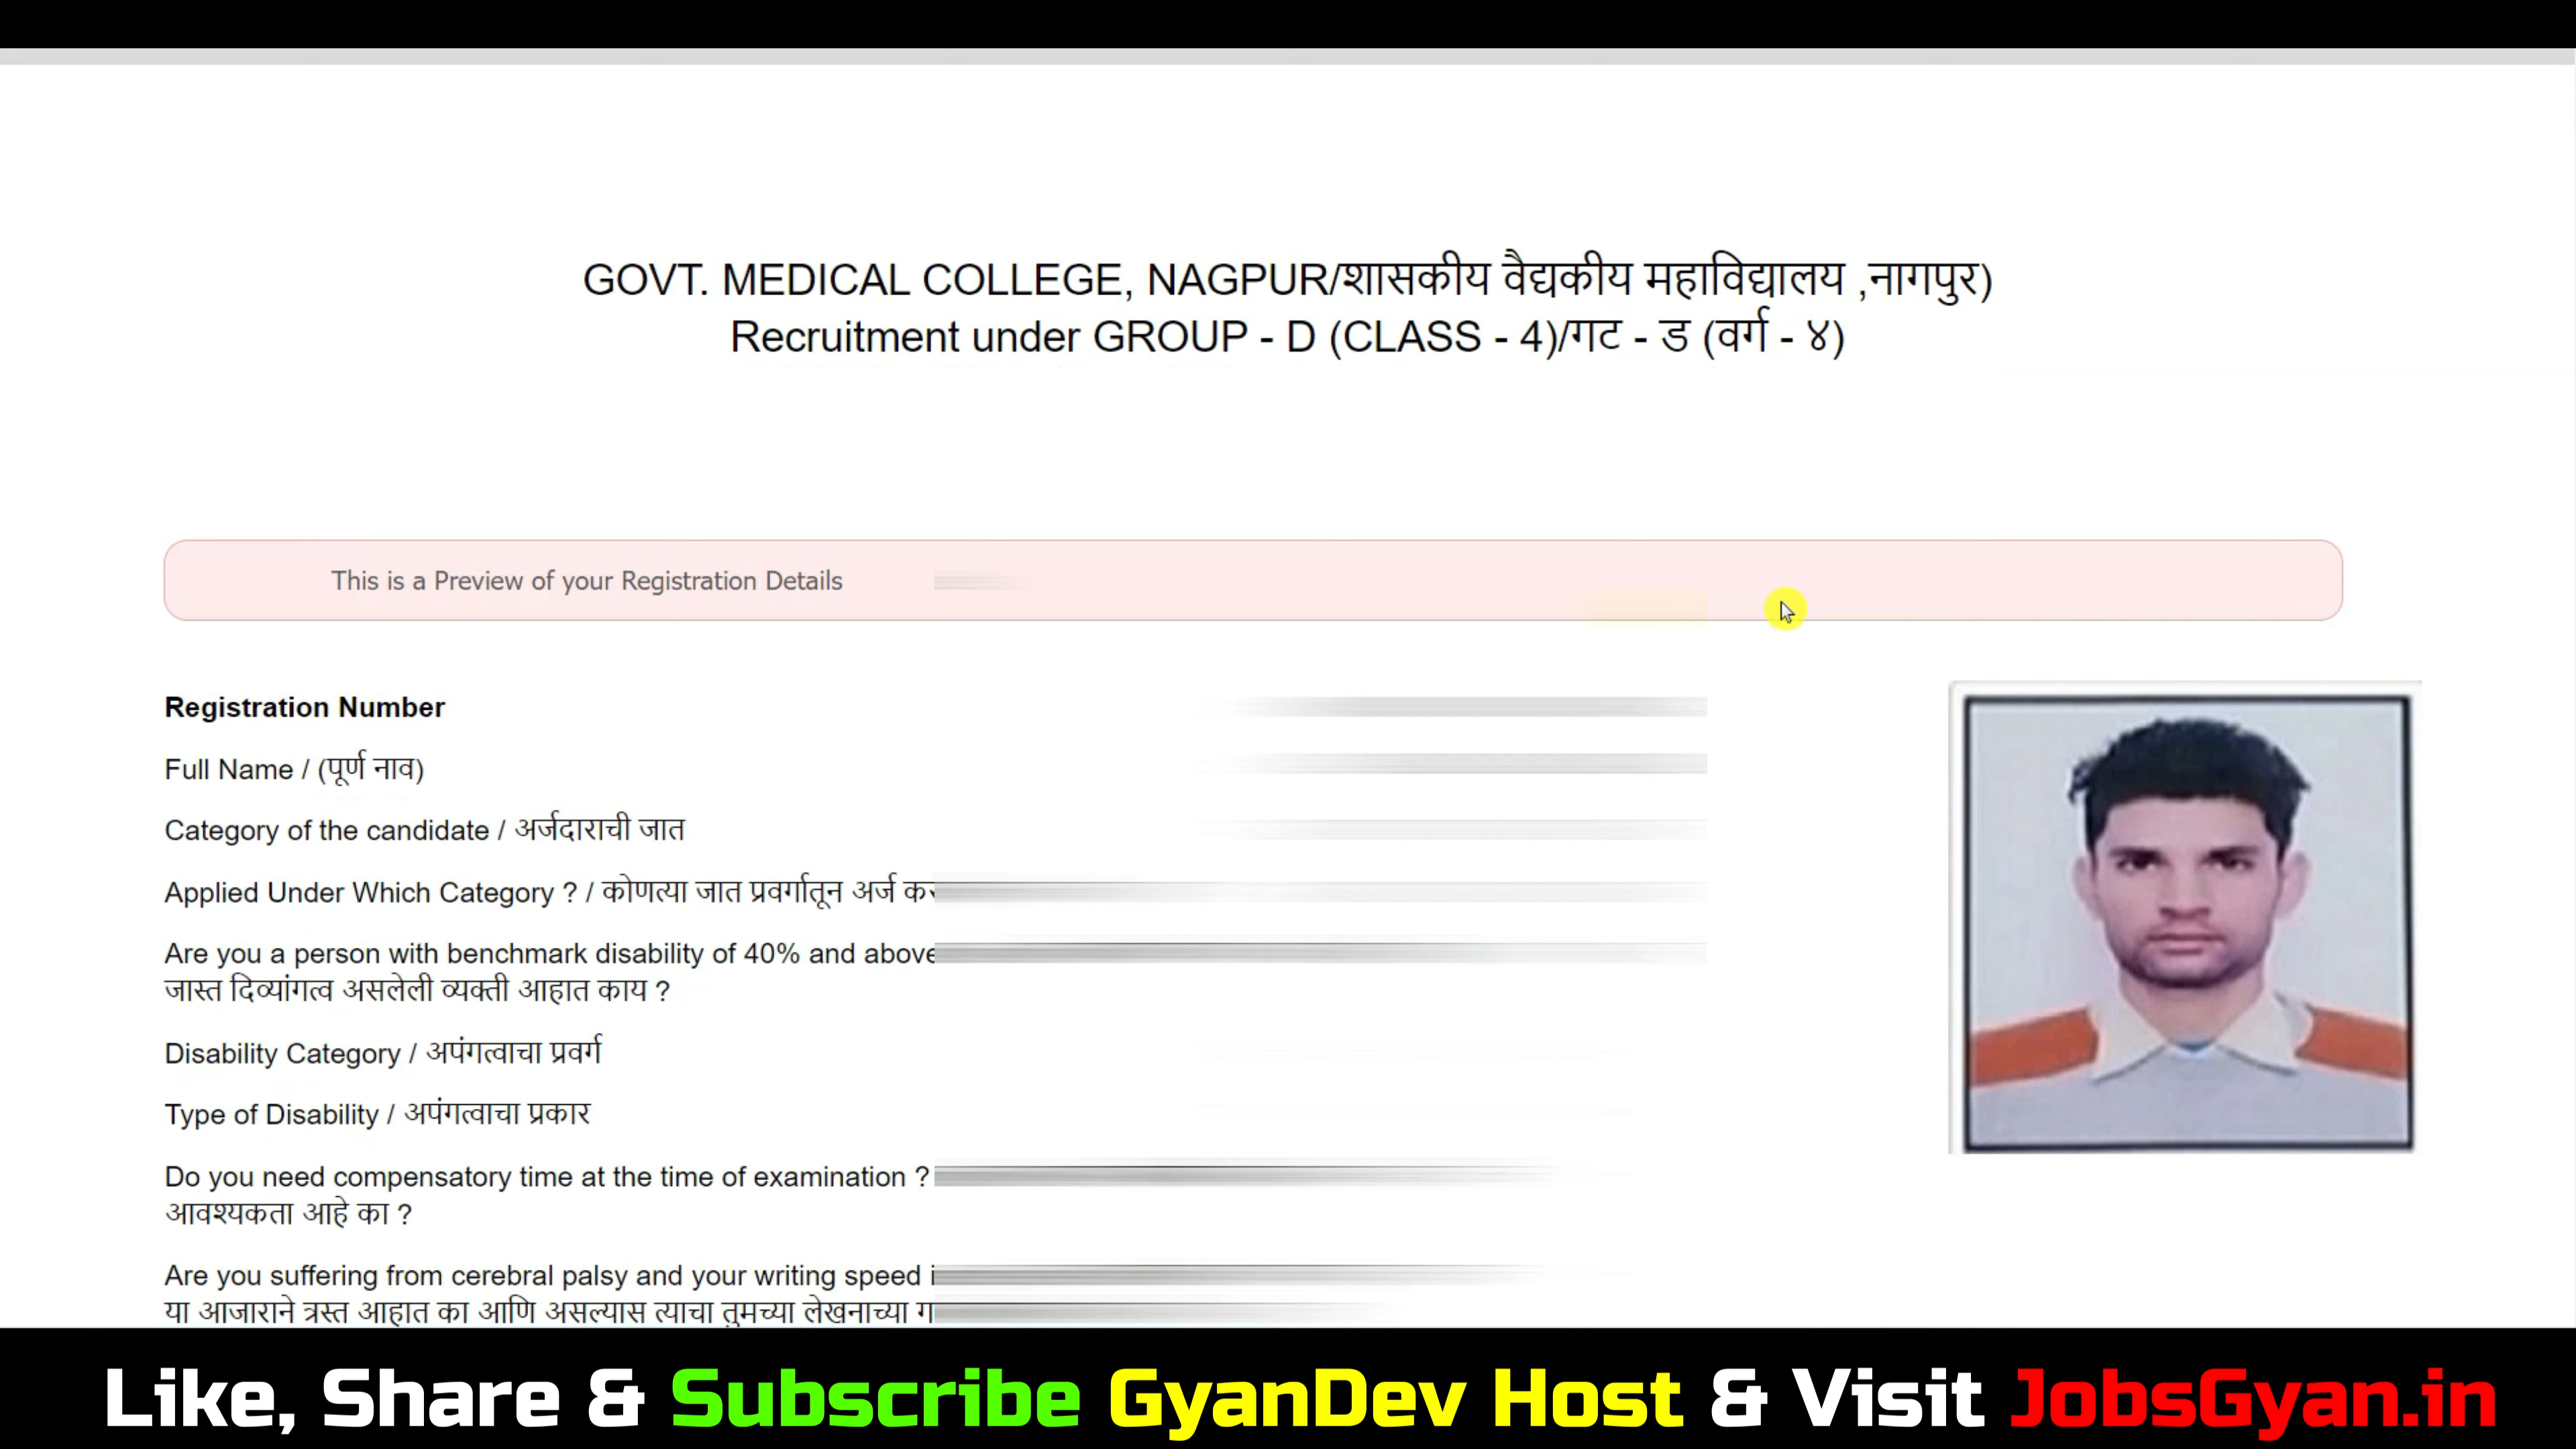 GOVT. MEDICAL COLLEGE, NAGPUR/शासकीय वैद्यकीय महाविद्यालय ,नागपुर)
Recruitment under GROUP - D (CLASS - 4)/गट - ड (वर्ग - ४)
This is a Preview of your Registration Details
Registration Number
Full Name / (पूर्ण नाव)
Category of the candidate / अर्जदाराची जात
Applied Under Which Category ? / कोणत्या जात प्रवर्गातून अर्ज
Are you a person with benchmark disability of 40% and above
जास्त दिव्यांगत्व असलेली व्यक्ती आहात काय ?
Disability Category / अपंगत्वाचा प्रवर्ग
Type of Disability / अपंगत्वाचा प्रकार
Do you need compensatory time at the time of examination ?
आवश्यकता आहे का ?
Are you suffering from cerebral palsy and your writing speed
या आजाराने त्रस्त आहात का आणि असल्यास त्याचा तुमच्या लेखनाच्या
Like, Share & Subscribe GyanDev Host & Visit JobsGyan.in